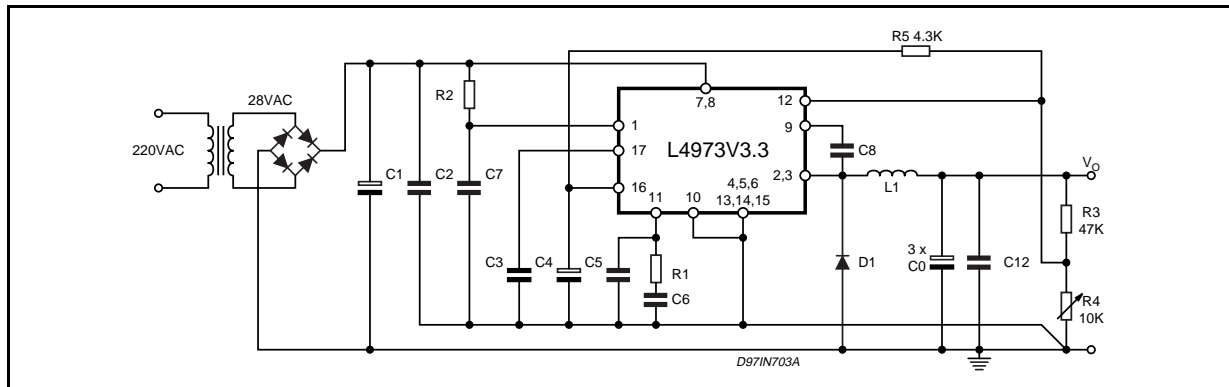 R5 4.3K
28VAC
R2
7,8
12
1
9
220VAC
L4973V3.3
17
C8
C1
C2
C7
VO
16
4,5,6
2,3
11
10
13,14,15
L1
R3
47K
C3
C4
C5
R1
D1
3 x
C0
C12
C6
R4
10K
D97IN703A